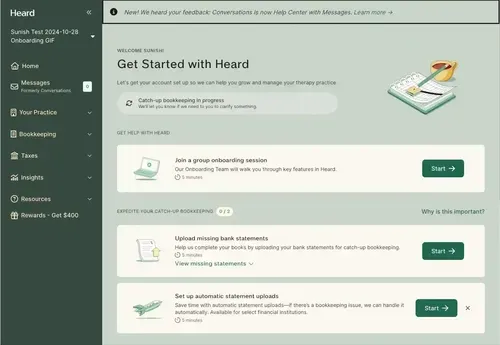 Heard
Sunish Test 2024-10-28
Onboarding GIF
Home
Messages
Formerly Conversations
0
Your Practice
Bookkeeping
Taxes
Insights
Resources
Rewards - Get $400
New! We heard your feedback: Conversations is now Help Center with Messages. Learn more →
WELCOME SUNISH!
Get Started with Heard
Let's get your account set up so we can help you grow and manage your therapy practice.
Catch-up bookkeeping in progress
We'll let you know if we need to you to clarify something.
GET HELP WITH HEARD
Join a group onboarding session
Our Onboarding Team will walk you through key features in Heard.
5 minutes
Start →
EXPEDITE YOUR CATCH-UP BOOKKEEPING 0 / 2
Why is this important?
Upload missing bank statements
Help us complete your books by uploading your bank statements for catch-up bookkeeping.
5 minutes
View missing statements
Start →
Set up automatic statement uploads
Save time with automatic statement uploads—if there's a bookkeeping issue, we can handle it
automatically. Available for select financial institutions.
5 minutes
Start →